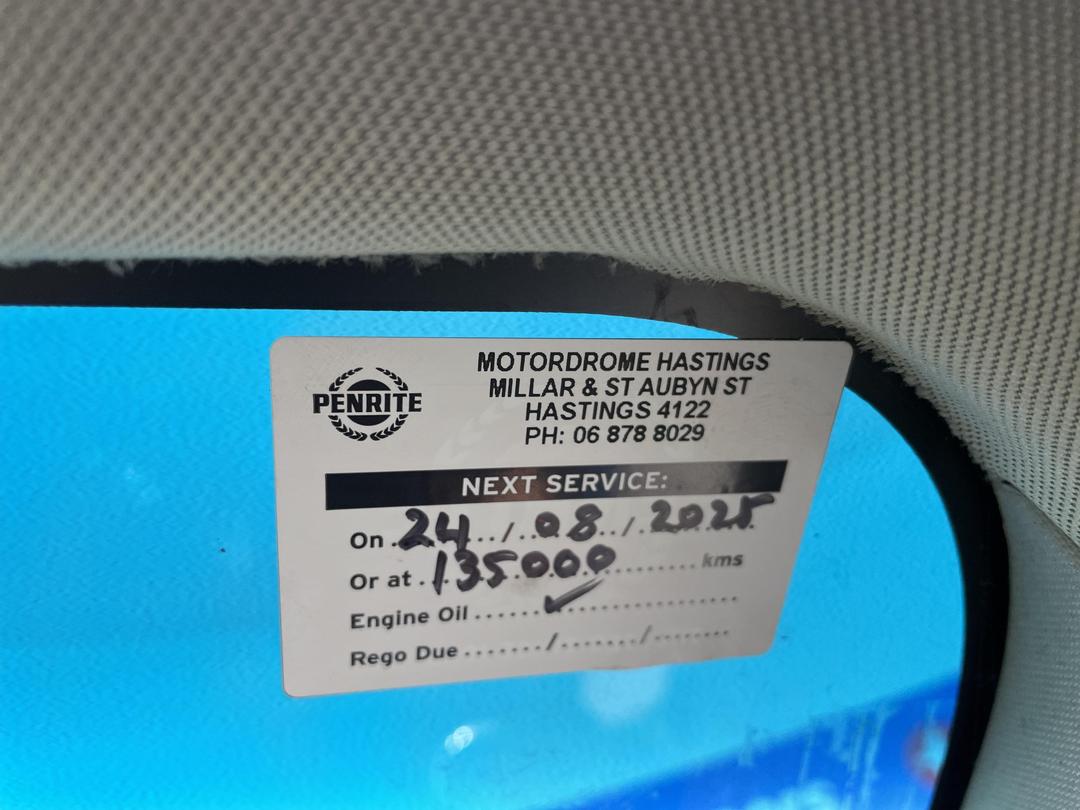 PENRITE
MOTORDROME HASTINGS
MILLAR & ST AUBYN ST
HASTINGS 4122
PH: 06 878 8029
NEXT SERVICE:
On 24 / 08 / 2025
Or at 135000 kms
Engine Oil ✓
Rego Due ......./......./........